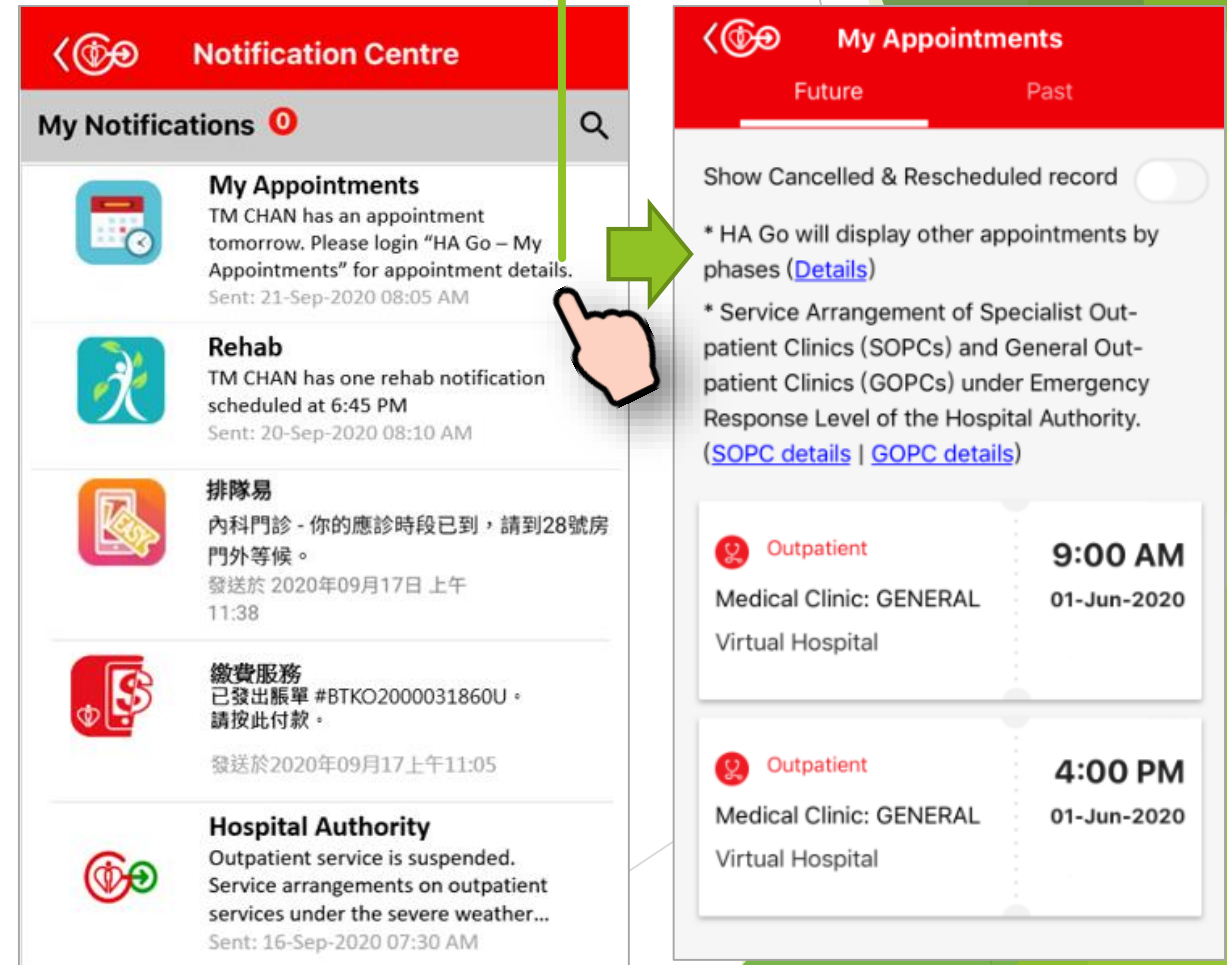 Notification Centre
My Notifications 0
My Appointments
TM CHAN has an appointment
tomorrow. Please login “HA Go – My
Appointments” for appointment details.
Sent: 21-Sep-2020 08:05 AM
Rehab
TM CHAN has one rehab notification
scheduled at 6:45 PM
Sent: 20-Sep-2020 08:10 AM
EASY
排隊易
內科門診 - 你的應診時段已到，請到28號房
門外等候。
發送於 2020年09月17日 上午
11:38
繳費服務
已發出賬單 #BTKO2000031860U。
請按此付款。
發送於2020年09月17上午11:05
Hospital Authority
Outpatient service is suspended.
Service arrangements on outpatient
services under the severe weather...
Sent: 16-Sep-2020 07:30 AM
My Appointments
Future Past
Show Cancelled & Rescheduled record
* HA Go will display other appointments by
phases (Details)
* Service Arrangement of Specialist Out-
patient Clinics (SOPCs) and General Out-
patient Clinics (GOPCs) under Emergency
Response Level of the Hospital Authority.
(SOPC details | GOPC details)
Outpatient 9:00 AM
Medical Clinic: GENERAL 01-Jun-2020
Virtual Hospital
Outpatient 4:00 PM
Medical Clinic: GENERAL 01-Jun-2020
Virtual Hospital